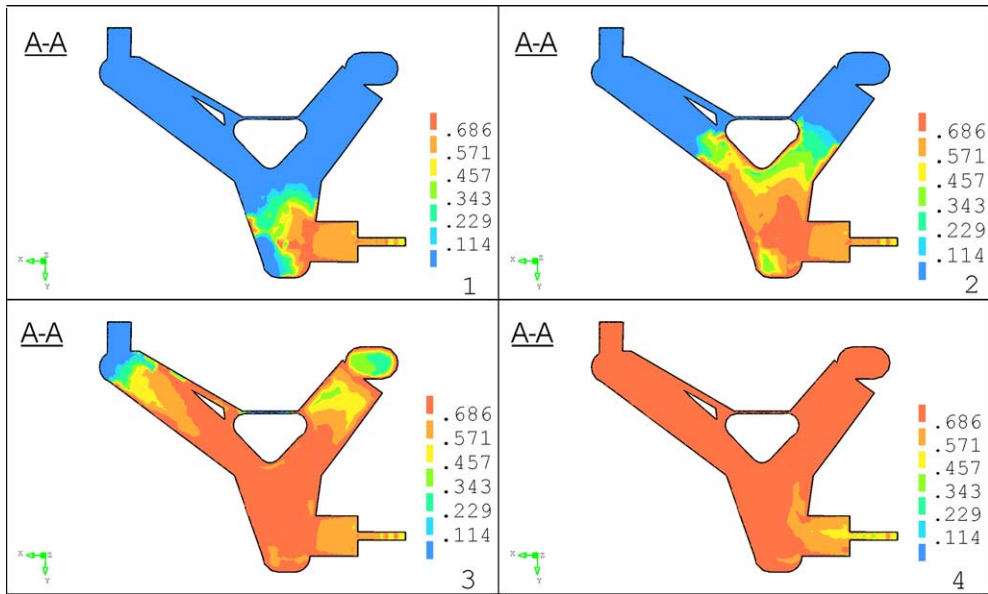 A-A
.686
.571
.457
.343
.229
.114
X
Z
Y
1
A-A
.686
.571
.457
.343
.229
.114
X
Z
Y
2
A-A
.686
.571
.457
.343
.229
.114
X
Z
Y
3
A-A
.686
.571
.457
.343
.229
.114
X
Z
Y
4